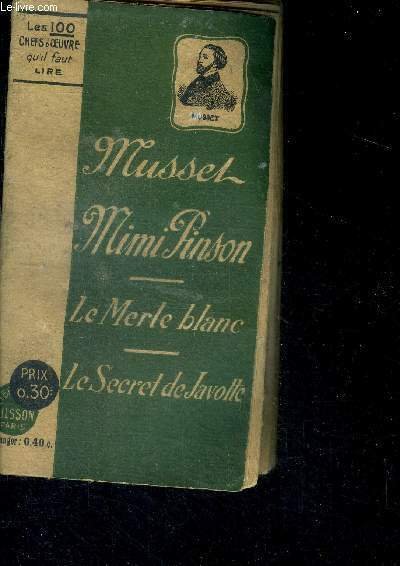 © Le-livre.com
Les 100
CHEFS D'ŒUVRE
qu'il faut
LIRE
MUSSET
Musset
Mimi Pinson
Le Merle blanc
Le Secret de Javotte
PRIX
0.30
PARIS
0.40 c.